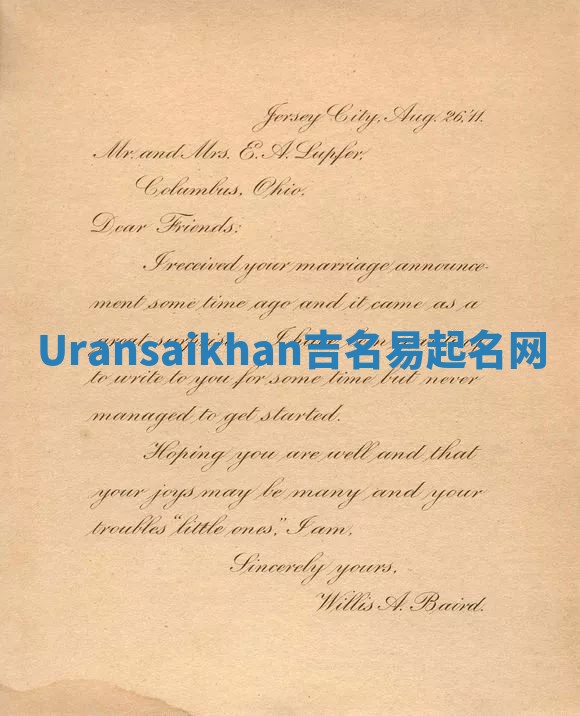 Jersey City, Aug. 26,'11.
Mr. and Mrs. E. A. Lupfer,
Columbus, Ohio.
Dear Friends:
I received your marriage announce-
ment some time ago and it came as a
great surprise. I have
Uransaikhan吉名易起名网
to write to you for some time but never
managed to get started.
Hoping you are well and that
your joys may be many and your
troubles "little ones," I am,
Sincerely yours,
Willis A. Baird.